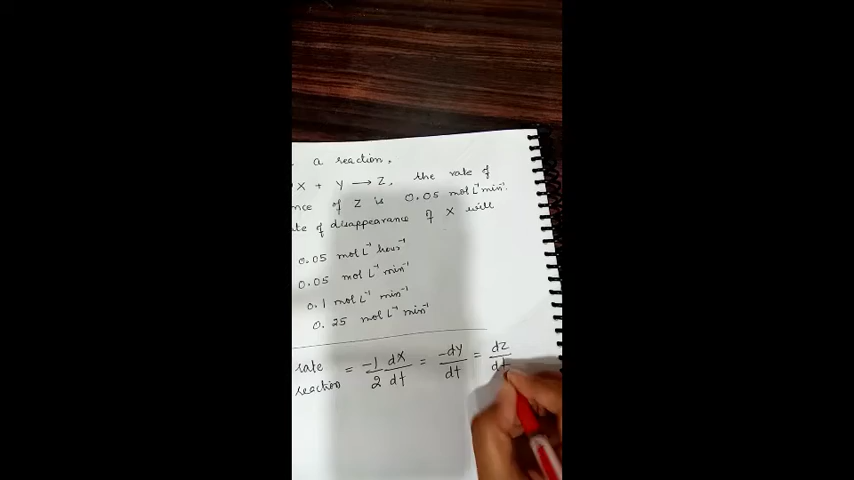 a reaction,
X + Y ⟶ Z, the rate of
of Z is 0.05 mol L⁻¹ min⁻¹.
of disappearance of X will
0.05 mol L⁻¹ hour⁻¹
0.05 mol L⁻¹ min⁻¹
0.1 mol L⁻¹ min⁻¹
0.25 mol L⁻¹ min⁻¹
rate reaction = -1/2 dX/dt = -dY/dt = dZ/dt